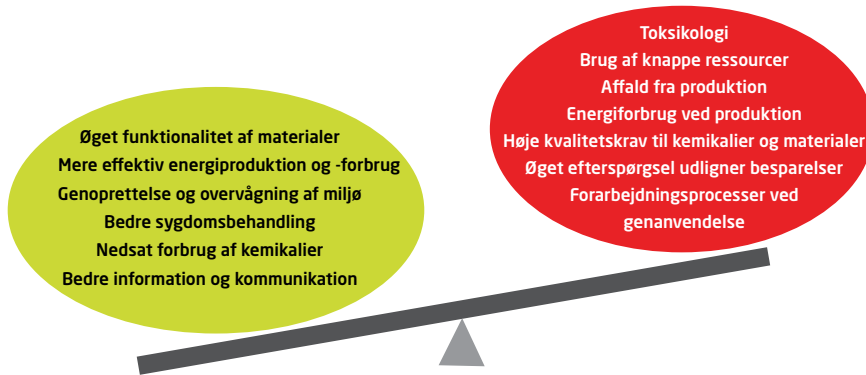 Øget funktionalitet af materialer
Mere effektiv energiproduktion og -forbrug
Genoprettelse og overvågning af miljø
Bedre sygdomsbehandling
Nedsat forbrug af kemikalier
Bedre information og kommunikation
Toksikologi
Brug af knappe ressourcer
Affald fra produktion
Energiforbrug ved produktion
Høje kvalitetskrav til kemikalier og materialer
Øget efterspørgsel udligner besparelser
Forarbejdningsprocesser ved
genanvendelse